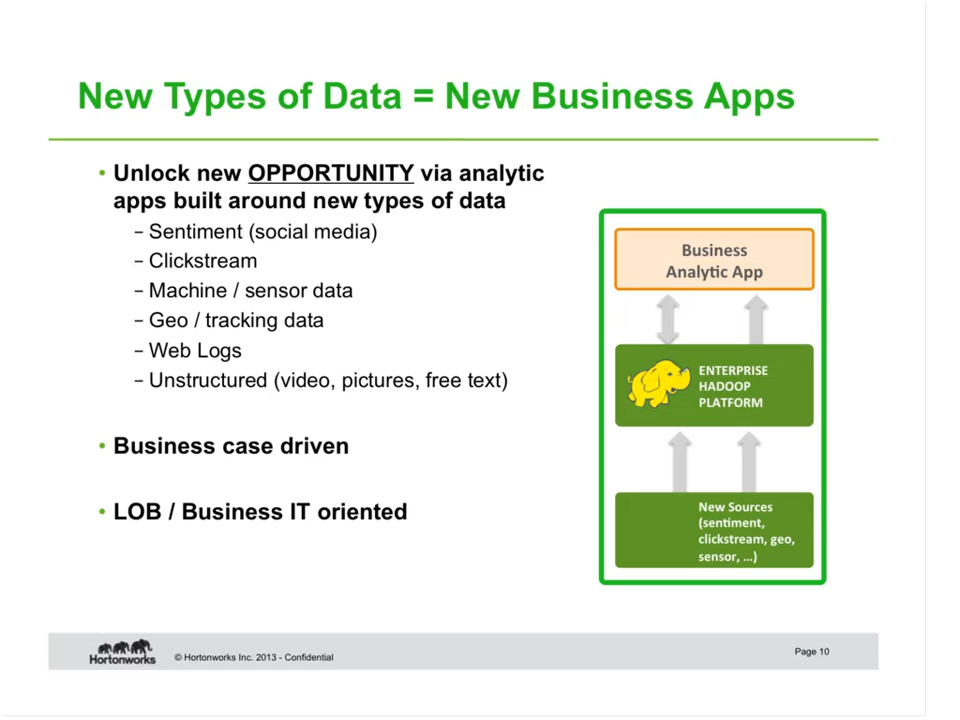 New Types of Data = New Business Apps
• Unlock new OPPORTUNITY via analytic
apps built around new types of data
– Sentiment (social media)
– Clickstream
– Machine / sensor data
– Geo / tracking data
– Web Logs
– Unstructured (video, pictures, free text)
• Business case driven
• LOB / Business IT oriented
Business
Analytic App
ENTERPRISE
HADOOP
PLATFORM
New Sources
(sentiment,
clickstream, geo,
sensor, ...)
Hortonworks
© Hortonworks Inc. 2013 - Confidential
Page 10